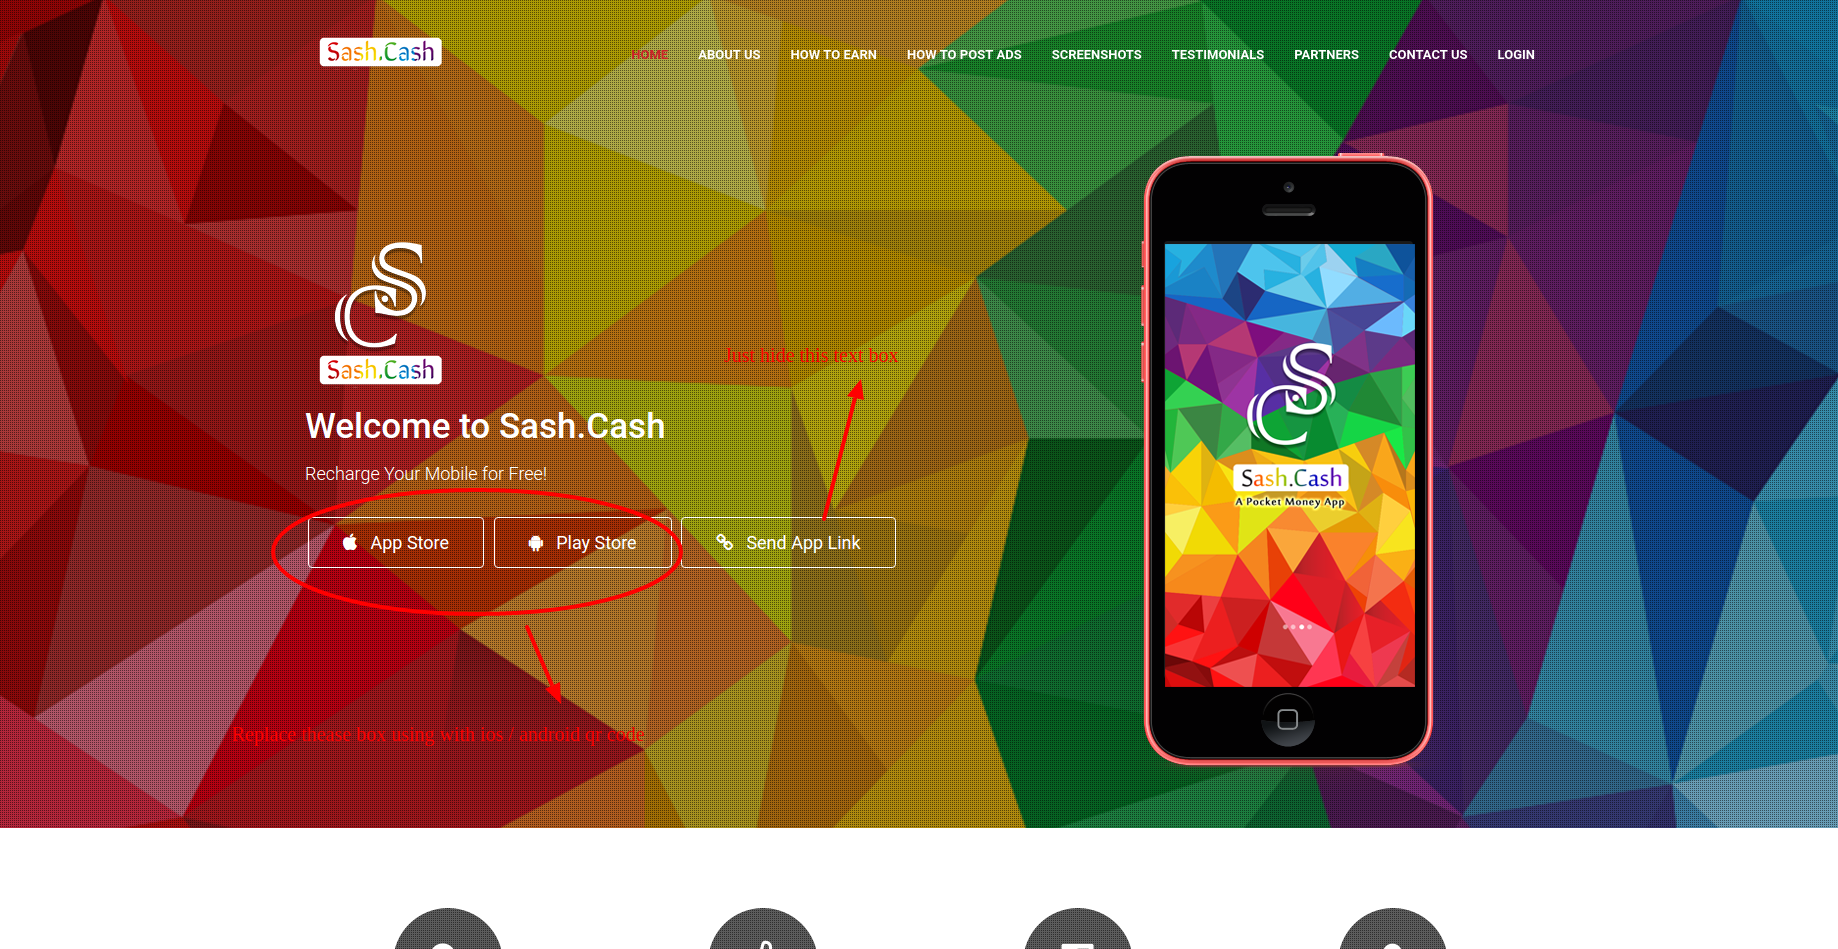 Sash.Cash
HOME ABOUT US HOW TO EARN HOW TO POST ADS SCREENSHOTS TESTIMONIALS PARTNERS CONTACT US LOGIN
SC
Sash.Cash
Just hide this text box
Welcome to Sash.Cash
Recharge Your Mobile for Free!
App Store
Play Store
Send App Link
Replace thease box using with ios / android qr code
SC
Sash.Cash
A Pocket Money App